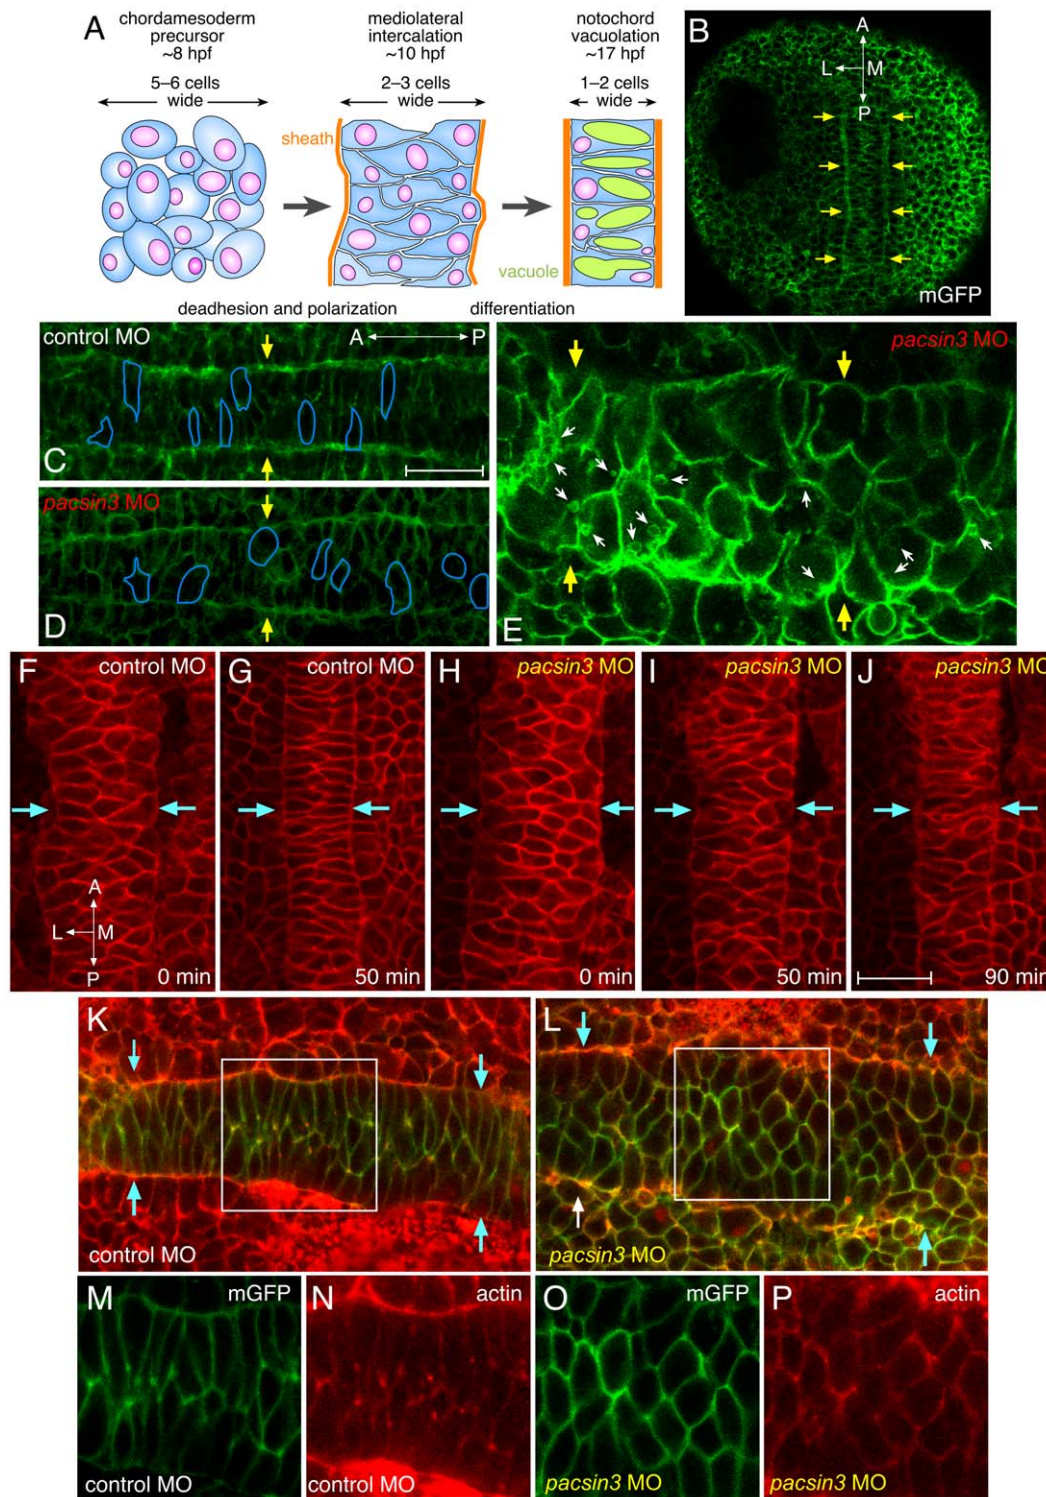 A
chordamesoderm
precursor
~8 hpf
5–6 cells
wide
mediolateral
intercalation
~10 hpf
2–3 cells
wide
notochord
vacuolation
~17 hpf
1–2 cells
wide
sheath
vacuole
deadhesion and polarization
differentiation
B
A
L
M
P
mGFP
control MO
A
P
C
pacsin3 MO
D
pacsin3 MO
E
F
control MO
A
L
M
P
0 min
G
control MO
50 min
H
pacsin3 MO
0 min
I
pacsin3 MO
50 min
J
pacsin3 MO
90 min
K
control MO
L
pacsin3 MO
M
mGFP
control MO
N
actin
control MO
O
mGFP
pacsin3 MO
P
actin
pacsin3 MO